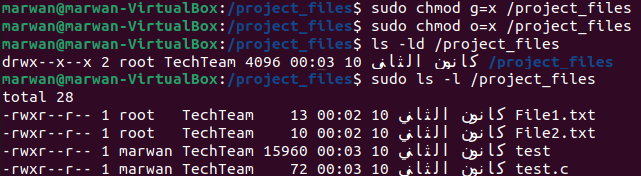 marwan@marwan-VirtualBox:/project_files$ sudo chmod g=x /project_files
marwan@marwan-VirtualBox:/project_files$ sudo chmod o=x /project_files
marwan@marwan-VirtualBox:/project_files$ ls -ld /project_files
drwx--x--x 2 root TechTeam 4096 00:03 10 كانون الثاني /project_files
marwan@marwan-VirtualBox:/project_files$ sudo ls -l /project_files
total 28
-rwxr--r-- 1 root   TechTeam    13 00:02 10 كانون الثاني File1.txt
-rwxr--r-- 1 root   TechTeam    10 00:02 10 كانون الثاني File2.txt
-rwxr--r-- 1 marwan TechTeam 15960 00:03 10 كانون الثاني test
-rwxr--r-- 1 marwan TechTeam    72 00:03 10 كانون الثاني test.c